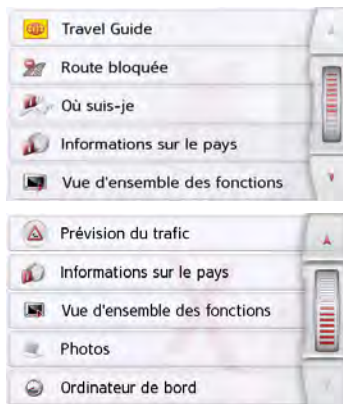 Travel Guide
Route bloquée
Où suis-je
Informations sur le pays
Vue d'ensemble des fonctions
Prévision du trafic
Informations sur le pays
Vue d'ensemble des fonctions
Photos
Ordinateur de bord